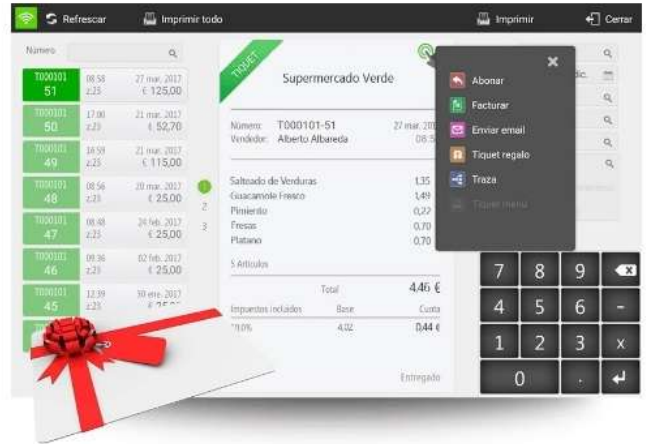 Refrescar
Imprimir todo
Imprimir
Cerrar
Número
T000101 08:58 27 mar. 2017
51 z:23 € 125,00
T000101 17:00 21 mar. 2017
50 z:23 € 52,70
T000101 16:59 21 mar. 2017
49 z:23 € 115,00
T000101 08:56 20 mar. 2017
48 z:23 € 25,00
T000101 08:48 24 feb. 2017
47 z:23 € 25,00
T000101 09:36 02 feb. 2017
46 z:23 € 25,00
T000101 12:39 30 ene. 2017
45 z:23
1
2
3
TIQUET
Supermercado Verde
Número: T000101-51 27 mar. 201
Vendedor: Alberto Albareda 08:5
Salteado de Verduras 1,35
Guacamole Fresco 1,49
Pimiento 0,22
Fresas 0,70
Platano 0,70
5 Artículos
Total 4,46 €
Impuestos incluidos Base Cuota
10,0% 4,02 0,44 €
Entregado
dic.
Abonar
Facturar
Enviar email
Tiquet regalo
Traza
Tiquet menú
7 8 9
4 5 6 -
1 2 3 x
0 .